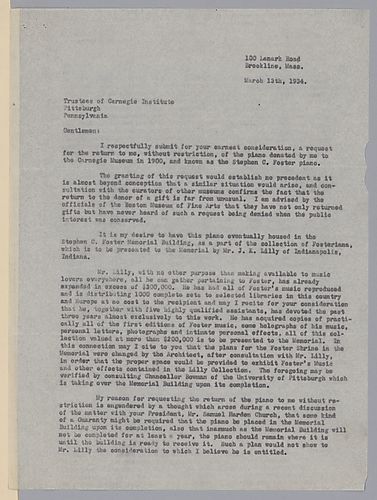 100 Lenark Road
Brookline, Mass.
March 13th, 1934.
Trustees of Carnegie Institute
Pittsburgh
Pennsylvania
Gentlemen:
I respectfully submit for your earnest consideration, a request
for the return to me, without restriction, of the piano donated by me to
the Carnegie Museum in 1900, and known as the Stephen C. Foster piano.
The granting of this request would establish no precedent as it
is almost beyond conception that a similar situation would arise, and con-
sultation with the curators of other museums confirms the fact that the
return to the donor of a gift is far from unusual. I am advised by the
officials of the Boston Museum of Fine Arts that they have not only returned
gifts but have never heard of such a request being denied when the public
interest was conserved.
It is my desire to have this piano eventually housed in the
Stephen C. Foster Memorial Building, as a part of the collection of Fosteriana,
which is to be presented to the Memorial by Mr. J. K. Lilly of Indianapolis,
Indiana.
Mr. Lilly, with no other purpose than making available to music
lovers everywhere, all he can gather pertaining to Foster, has already
expended in excess of $300,000. He has had all of Foster's music reproduced
and is distributing 1000 complete sets to selected libraries in this country
and Europe at no cost to the recipient and may I recite for your consideration
that he, together with five highly qualified assistants, has devoted the past
three years almost exclusively to this work. He has acquired copies of practi-
cally all of the first editions of Foster music, some holographs of his music,
personal letters, photographs and intimate personal effects, all of this col-
lection valued at more than $200,000 is to be presented to the Memorial. In
this connection may I cite to you that the plans for the Foster Shrine in the
Memorial were changed by the Architect, after consultation with Mr. Lilly,
in order that the proper space would be provided to exhibit Foster's Music
and other effects contained in the Lilly Collection. The foregoing may be
verified by consulting Chancellor Bowman of the University of Pittsburgh which
is taking over the Memorial Building upon its completion.
My reason for requesting the return of the piano to me without re-
striction is engendered by a thought which arose during a recent discussion
of the matter with your President, Mr. Samuel Harden Church, that some kind
of a Guaranty might be required that the piano be placed in the Memorial
Building upon its completion, also that inasmuch as the Memorial Building will
not be completed for at least a year, the piano should remain where it is
until the building is ready to receive it. Such a plan would not show to
Mr. Lilly the consideration to which I believe he is entitled.